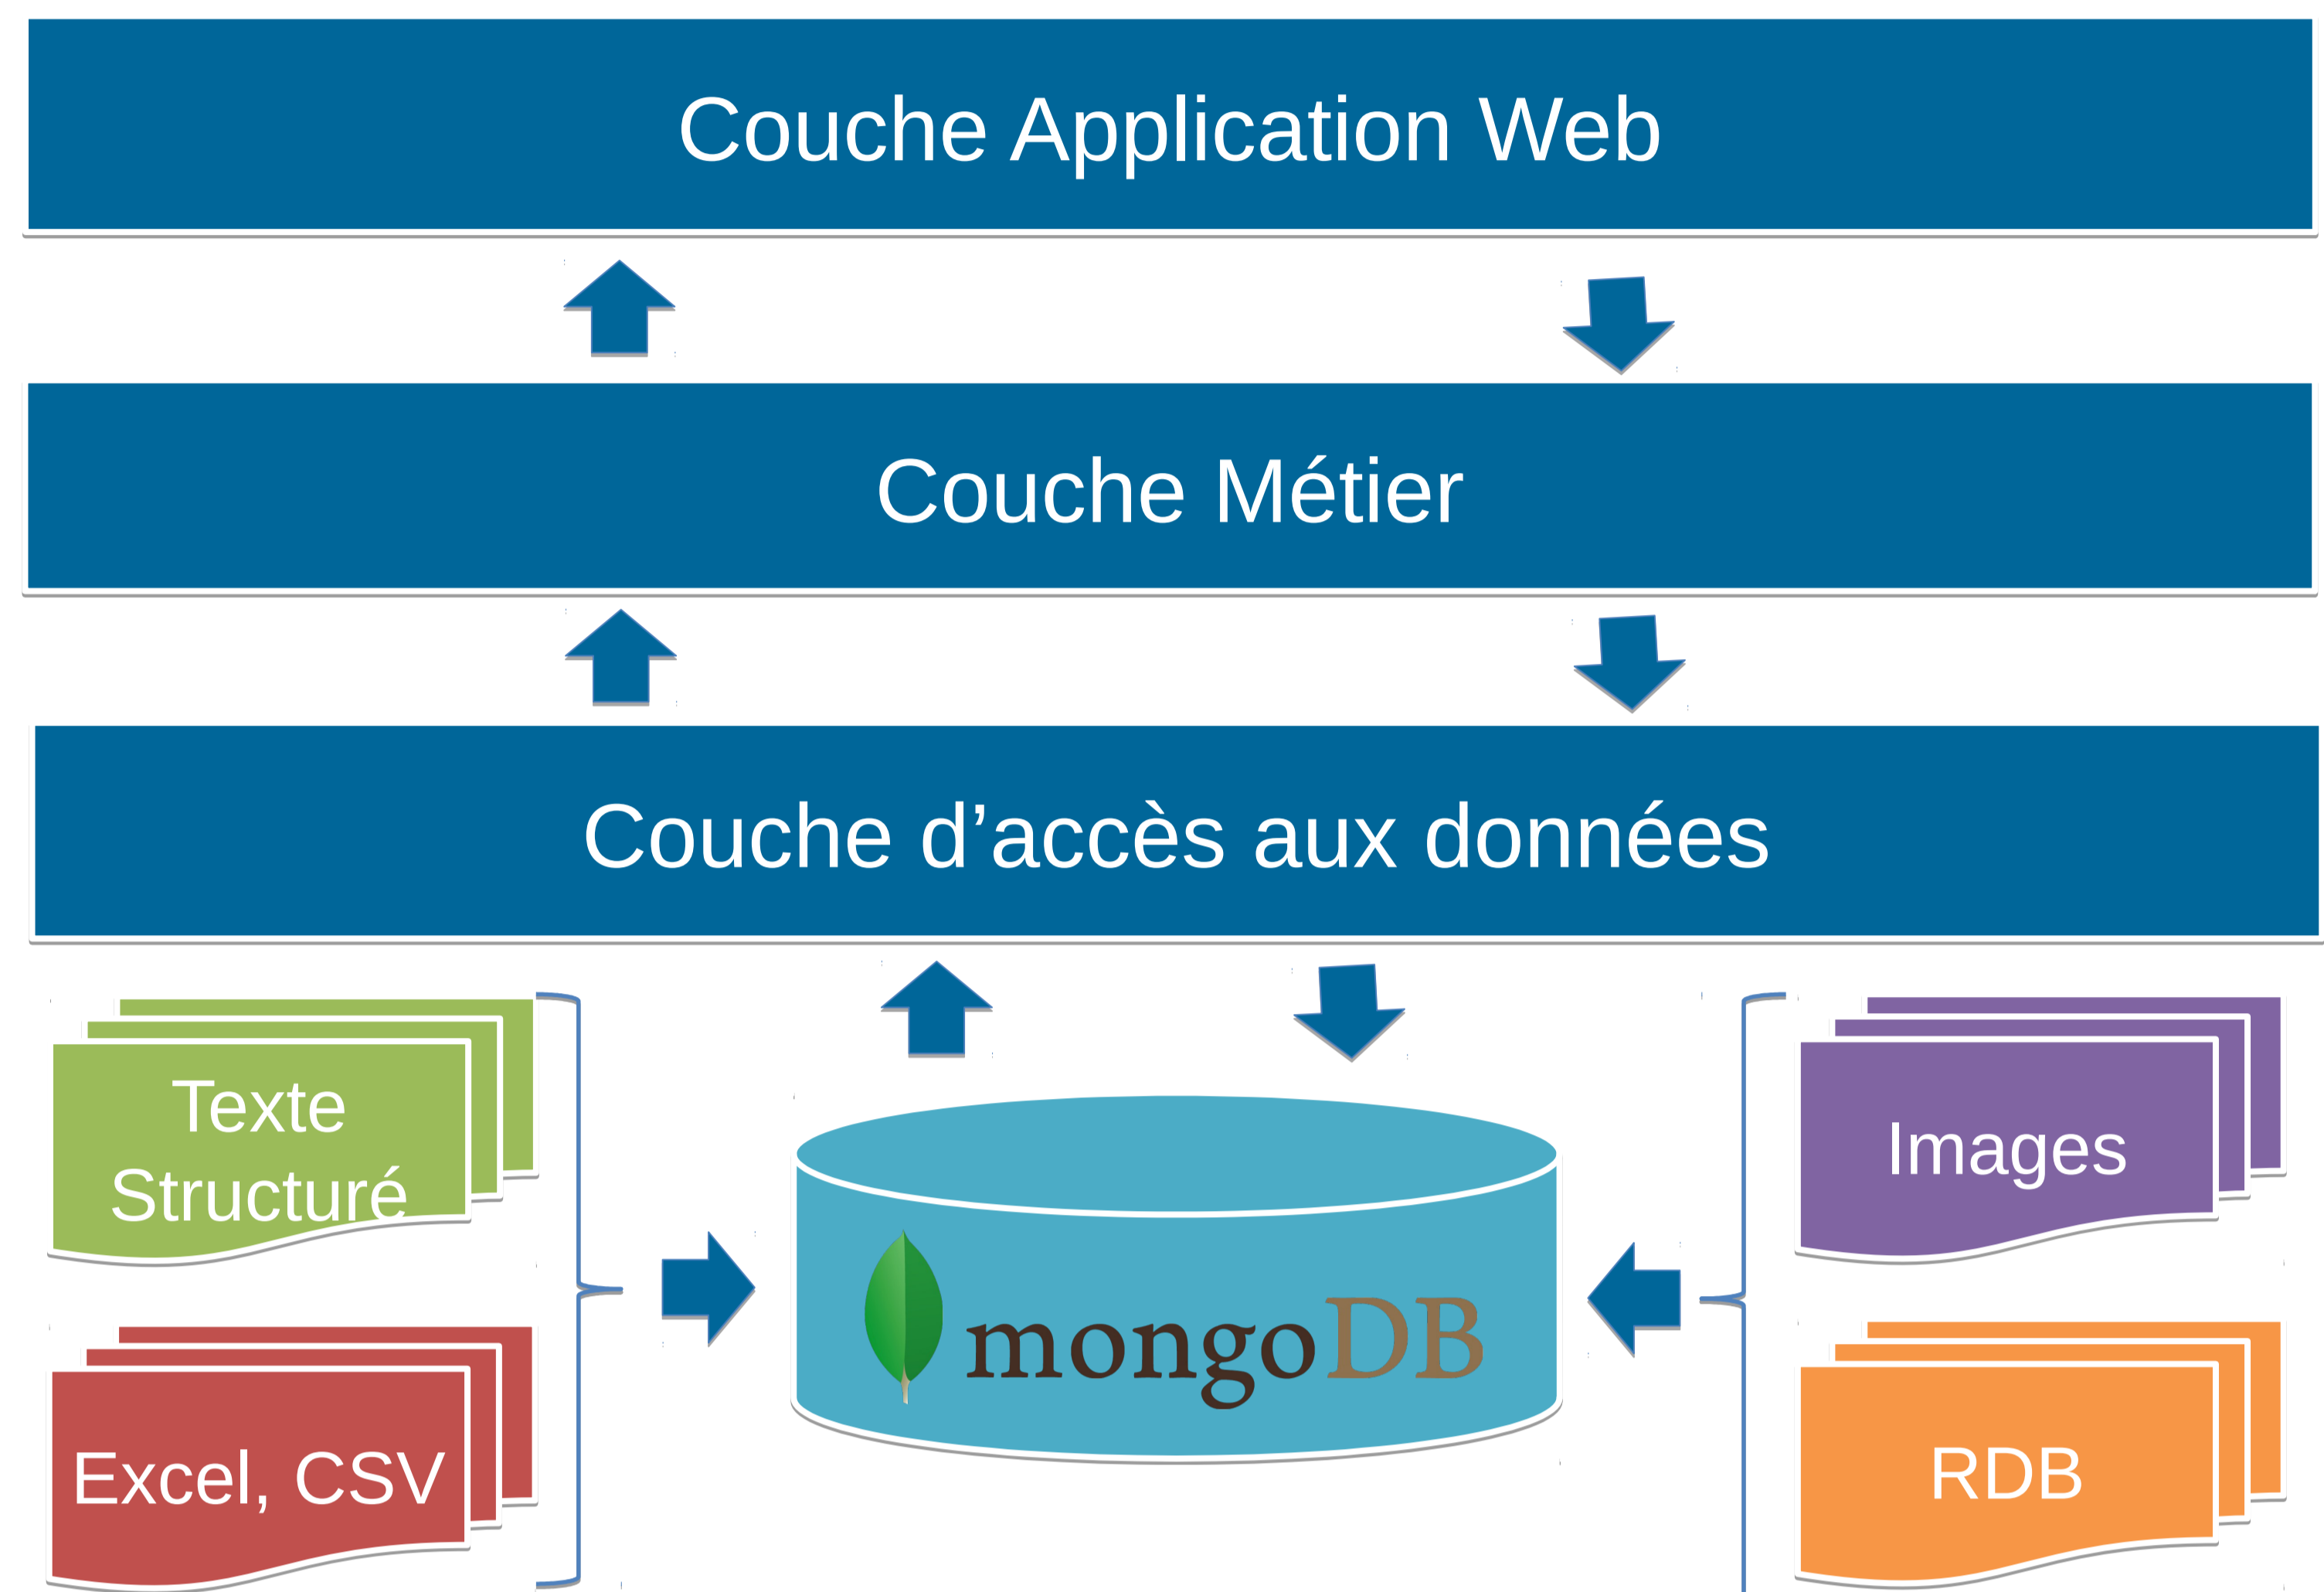 Couche Application Web
Couche Métier
Couche d’accès aux données
Texte
Structuré
Images
mongoDB
Excel, CSV
RDB